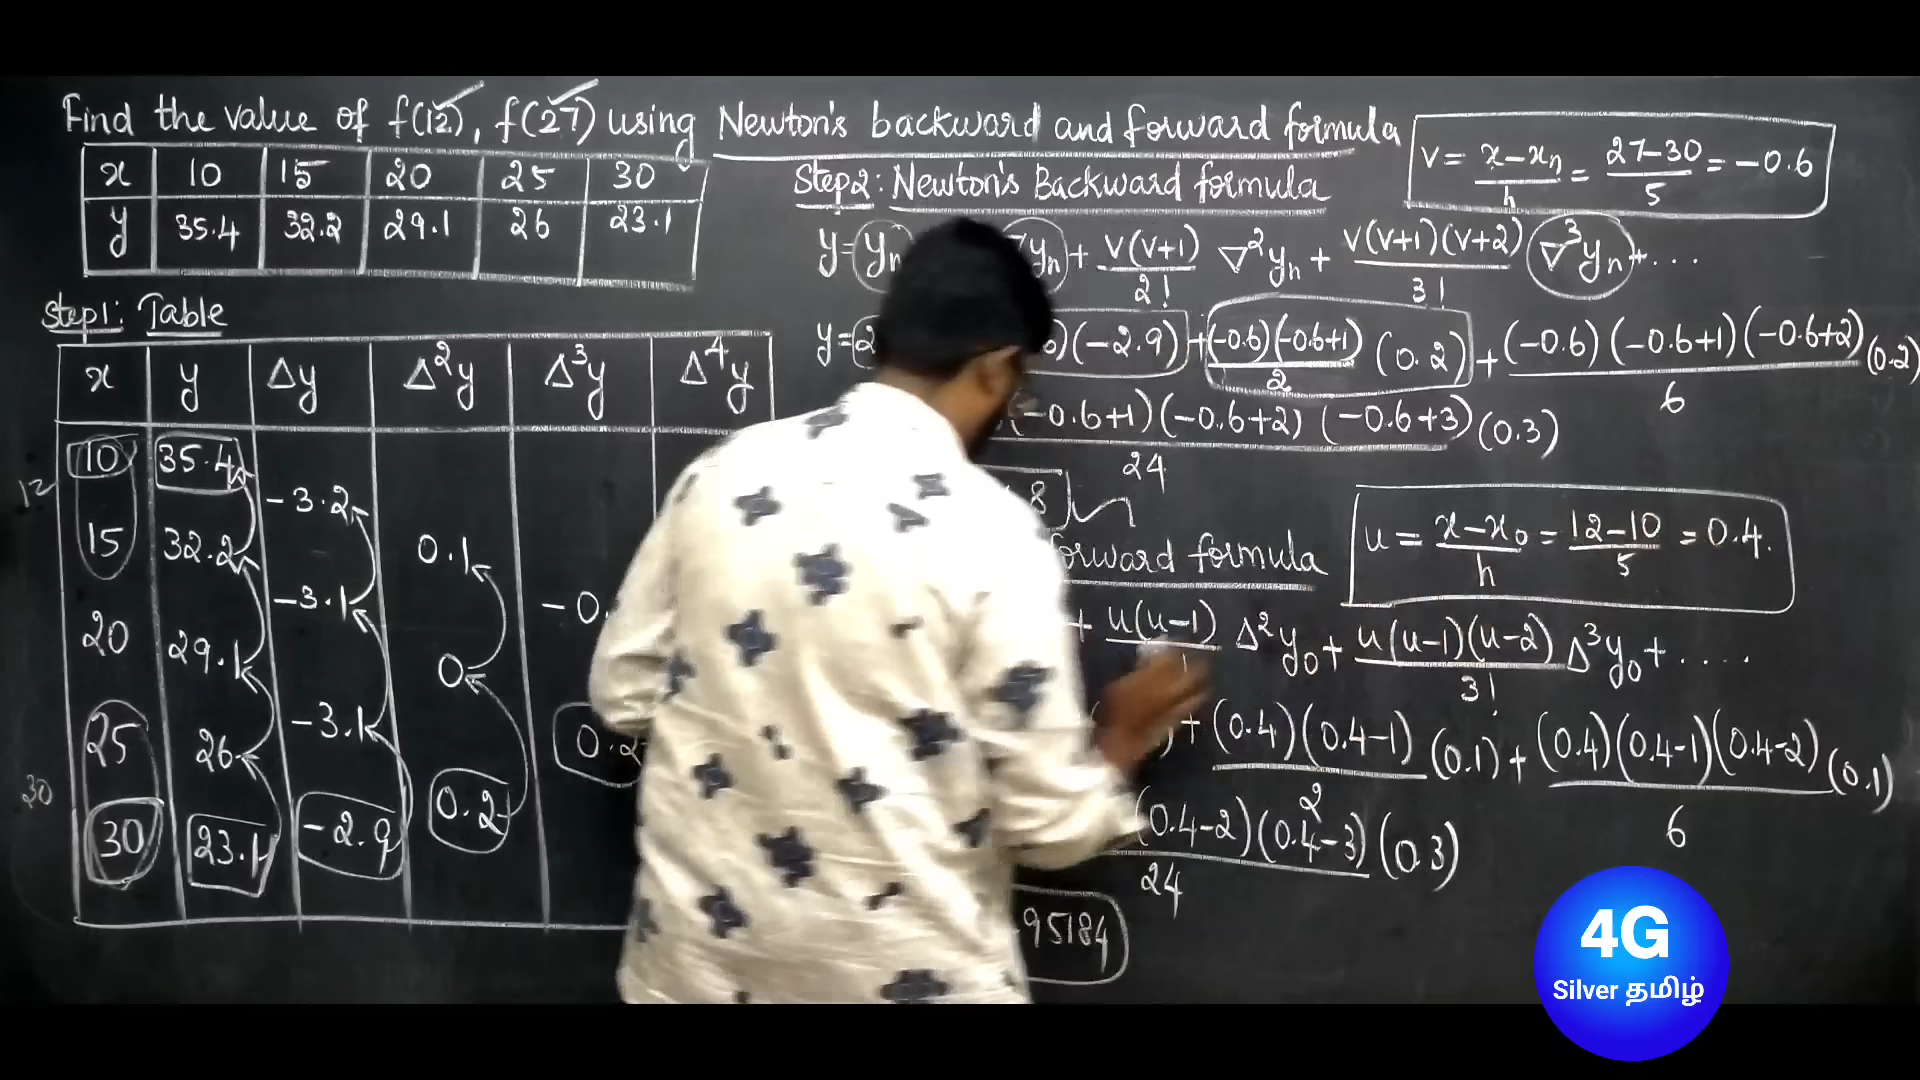 Find the value of f(12), f(27) using Newton's backward and forward formula
x 10 15 20 25 30
y 35.4 32.2 29.1 26 23.1
Step1: Table
x y Δy Δ²y Δ³y Δ⁴y
10 35.4
12
-3.2
15 32.2 0.1
-3.1 -0.
20 29.1 0
-3.1 0.2
25 26 0.2
30
-2.9
30 23.1
v = x-xn/h = 27-30/5 = -0.6
Step2: Newton's Backward formula
y = yn ∇yn + v(v+1)/2! ∇²yn + v(v+1)(v+2)/3! ∇³yn + ...
y = 2 )(-2.9) + (-0.6)(-0.6+1)/2 (0.2) + (-0.6)(-0.6+1)(-0.6+2)/6 (0.2)
(-0.6+1)(-0.6+2)(-0.6+3)/24 (0.3)
8
forward formula
u = x-x0/h = 12-10/5 = 0.4.
+ u(u-1)/! Δ²y0 + u(u-1)(u-2)/3! Δ³y0 + ....
) + (0.4)(0.4-1)/2 (0.1) + (0.4)(0.4-1)(0.4-2)/6 (0.1)
(0.4-2)(0.4-3)/24 (0.3)
.95184
4G
Silver தமிழ்